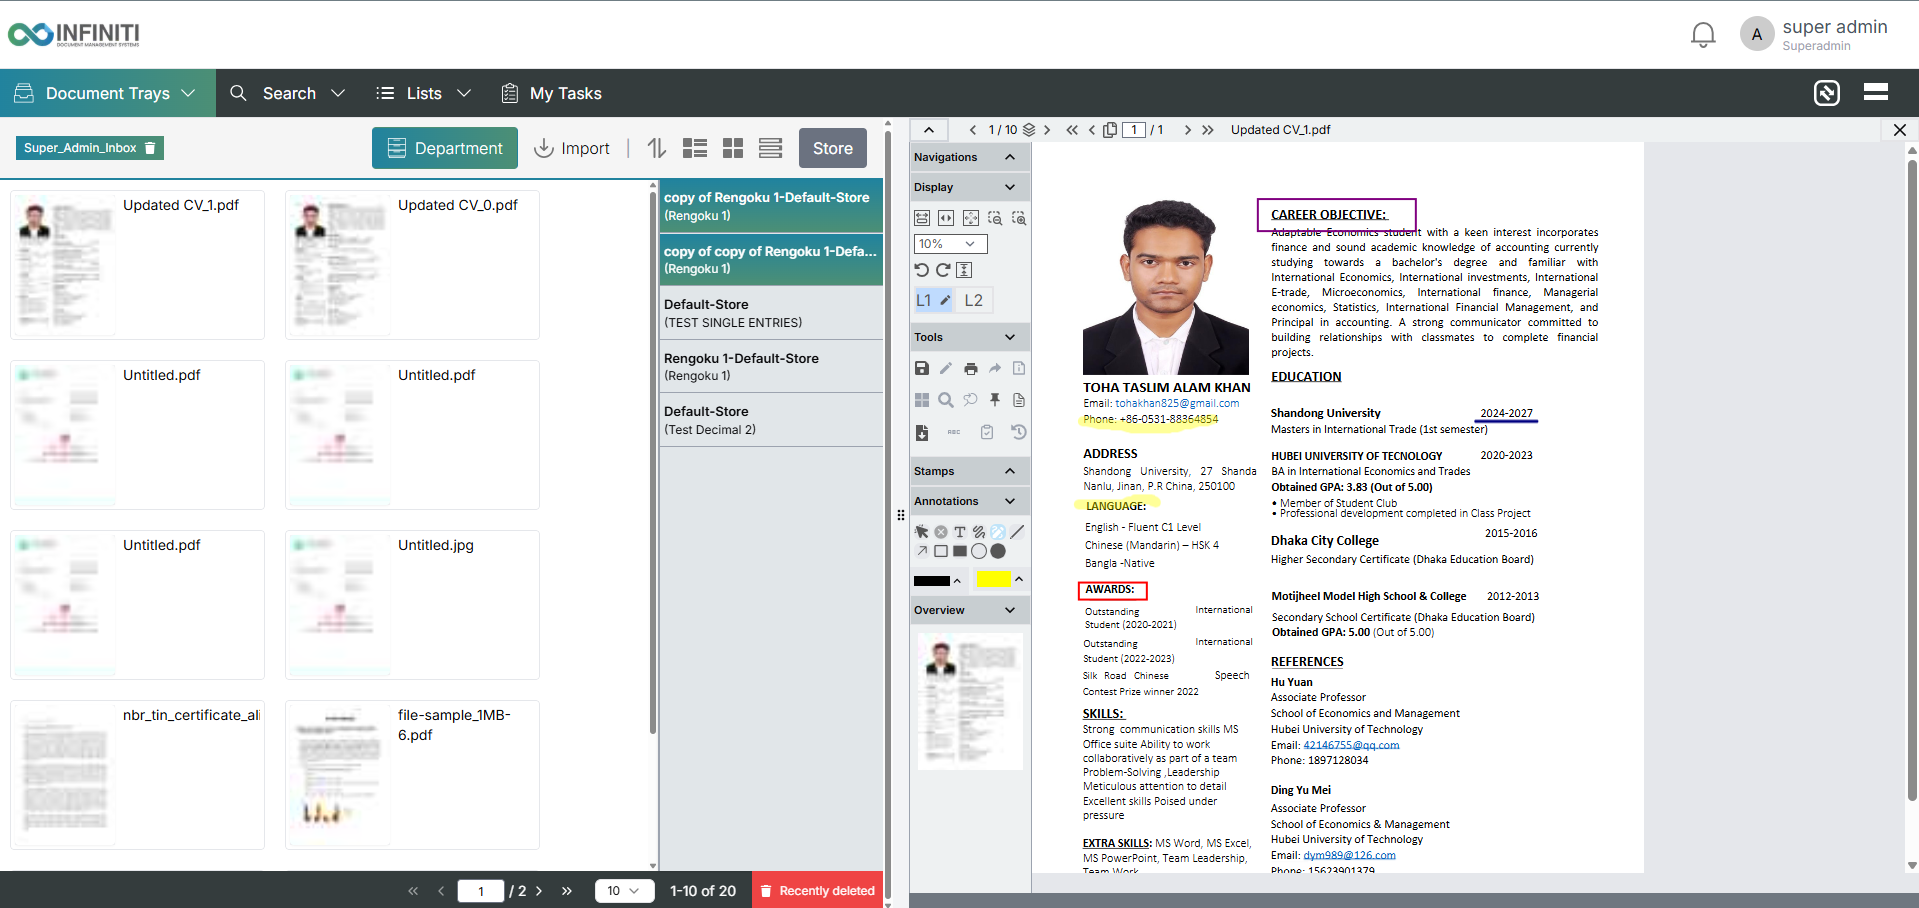 INFINITI
DOCUMENT MANAGEMENT SYSTEMS
A
super admin
Superadmin
Document Trays
Search
Lists
My Tasks
Super_Admin_Inbox
Department
Import
Store
Updated CV_1.pdf
Updated CV_0.pdf
Untitled.pdf
Untitled.pdf
Untitled.pdf
Untitled.jpg
nbr_tin_certificate_ali
file-sample_1MB-
6.pdf
copy of Rengoku 1-Default-Store
(Rengoku 1)
copy of copy of Rengoku 1-Defa...
(Rengoku 1)
Default-Store
(TEST SINGLE ENTRIES)
Rengoku 1-Default-Store
(Rengoku 1)
Default-Store
(Test Decimal 2)
1 / 2
10
1-10 of 20
Recently deleted
1 / 10
1 / 1
Updated CV_1.pdf
Navigations
Display
10%
L1
L2
Tools
ABC
Stamps
Annotations
T
Overview
TOHA TASLIM ALAM KHAN
Email: tohakhan825@gmail.com
Phone: +86-0531-88364854
ADDRESS
Shandong University, 27 Shanda
Nanlu, Jinan, P.R China, 250100
LANGUAGE:
English - Fluent C1 Level
Chinese (Mandarin) – HSK 4
Bangla -Native
AWARDS:
Outstanding International
Student (2020-2021)
Outstanding International
Student (2022-2023)
Silk Road Chinese Speech
Contest Prize winner 2022
SKILLS:
Strong communication skills MS
Office suite Ability to work
collaboratively as part of a team
Problem-Solving ,Leadership
Meticulous attention to detail
Excellent skills Poised under
pressure
EXTRA SKILLS: MS Word, MS Excel,
MS PowerPoint, Team Leadership,
Team Work
CAREER OBJECTIVE:
Adaptable Economics student with a keen interest incorporates
finance and sound academic knowledge of accounting currently
studying towards a bachelor's degree and familiar with
International Economics, International investments, International
E-trade, Microeconomics, International finance, Managerial
economics, Statistics, International Financial Management, and
Principal in accounting. A strong communicator committed to
building relationships with classmates to complete financial
projects.
EDUCATION
Shandong University 2024-2027
Masters in International Trade (1st semester)
HUBEI UNIVERSITY OF TECNOLOGY 2020-2023
BA in International Economics and Trades
Obtained GPA: 3.83 (Out of 5.00)
• Member of Student Club
• Professional development completed in Class Project
2015-2016
Dhaka City College
Higher Secondary Certificate (Dhaka Education Board)
Motijheel Model High School & College 2012-2013
Secondary School Certificate (Dhaka Education Board)
Obtained GPA: 5.00 (Out of 5.00)
REFERENCES
Hu Yuan
Associate Professor
School of Economics and Management
Hubei University of Technology
Email: 42146755@qq.com
Phone: 1897128034
Ding Yu Mei
Associate Professor
School of Economics & Management
Hubei University of Technology
Email: dym989@126.com
Phone: 15623901379